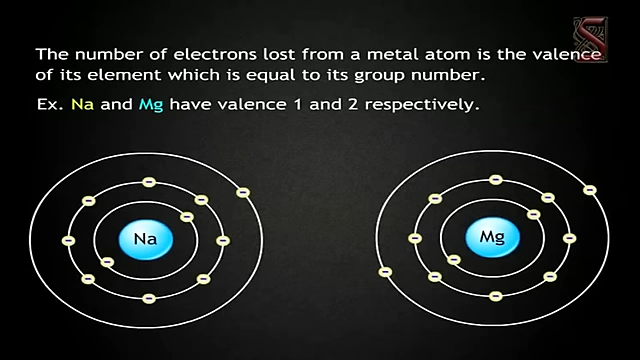 The number of electrons lost from a metal atom is the valence
of its element which is equal to its group number.
Ex. Na and Mg have valence 1 and 2 respectively.
Na
Mg